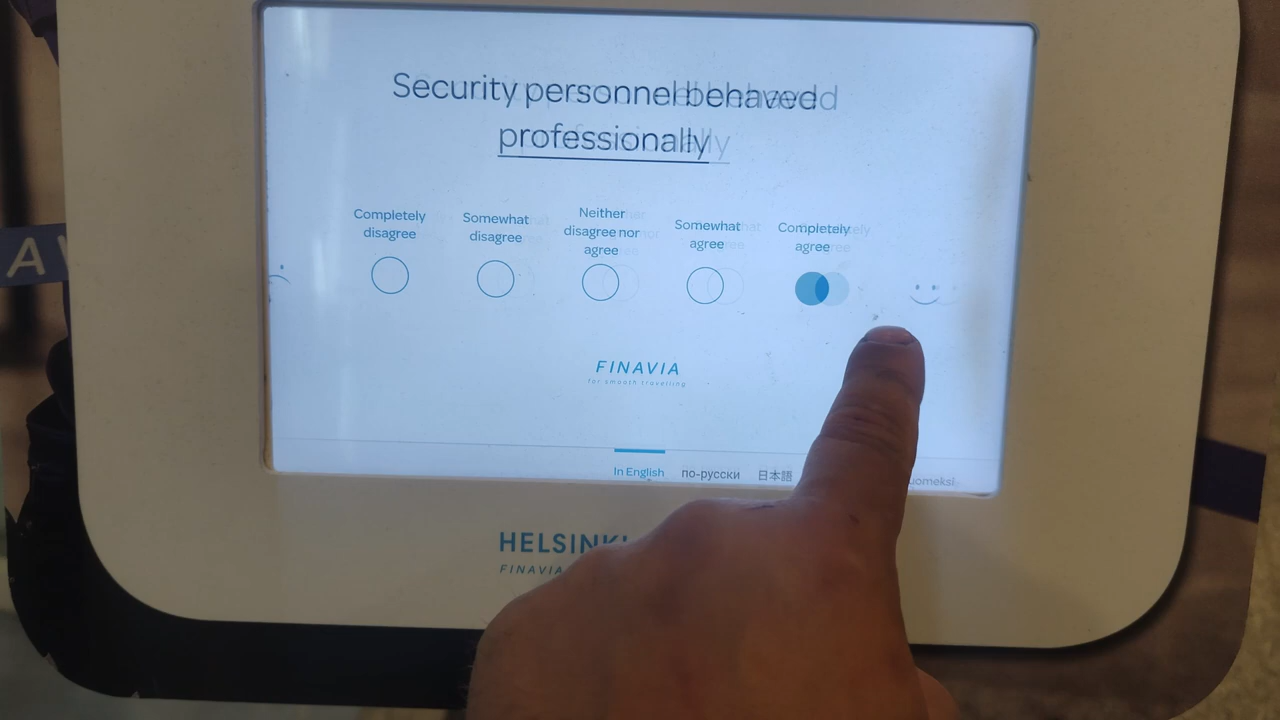 Security personnel behaved
professionally
Completely
disagree
Somewhat
disagree
Neither
disagree nor
agree
Somewhat
agree
Completely
agree
FINAVIA
for smooth travelling
In English
по-русски
日本語
HELSINKI
FINAVIA